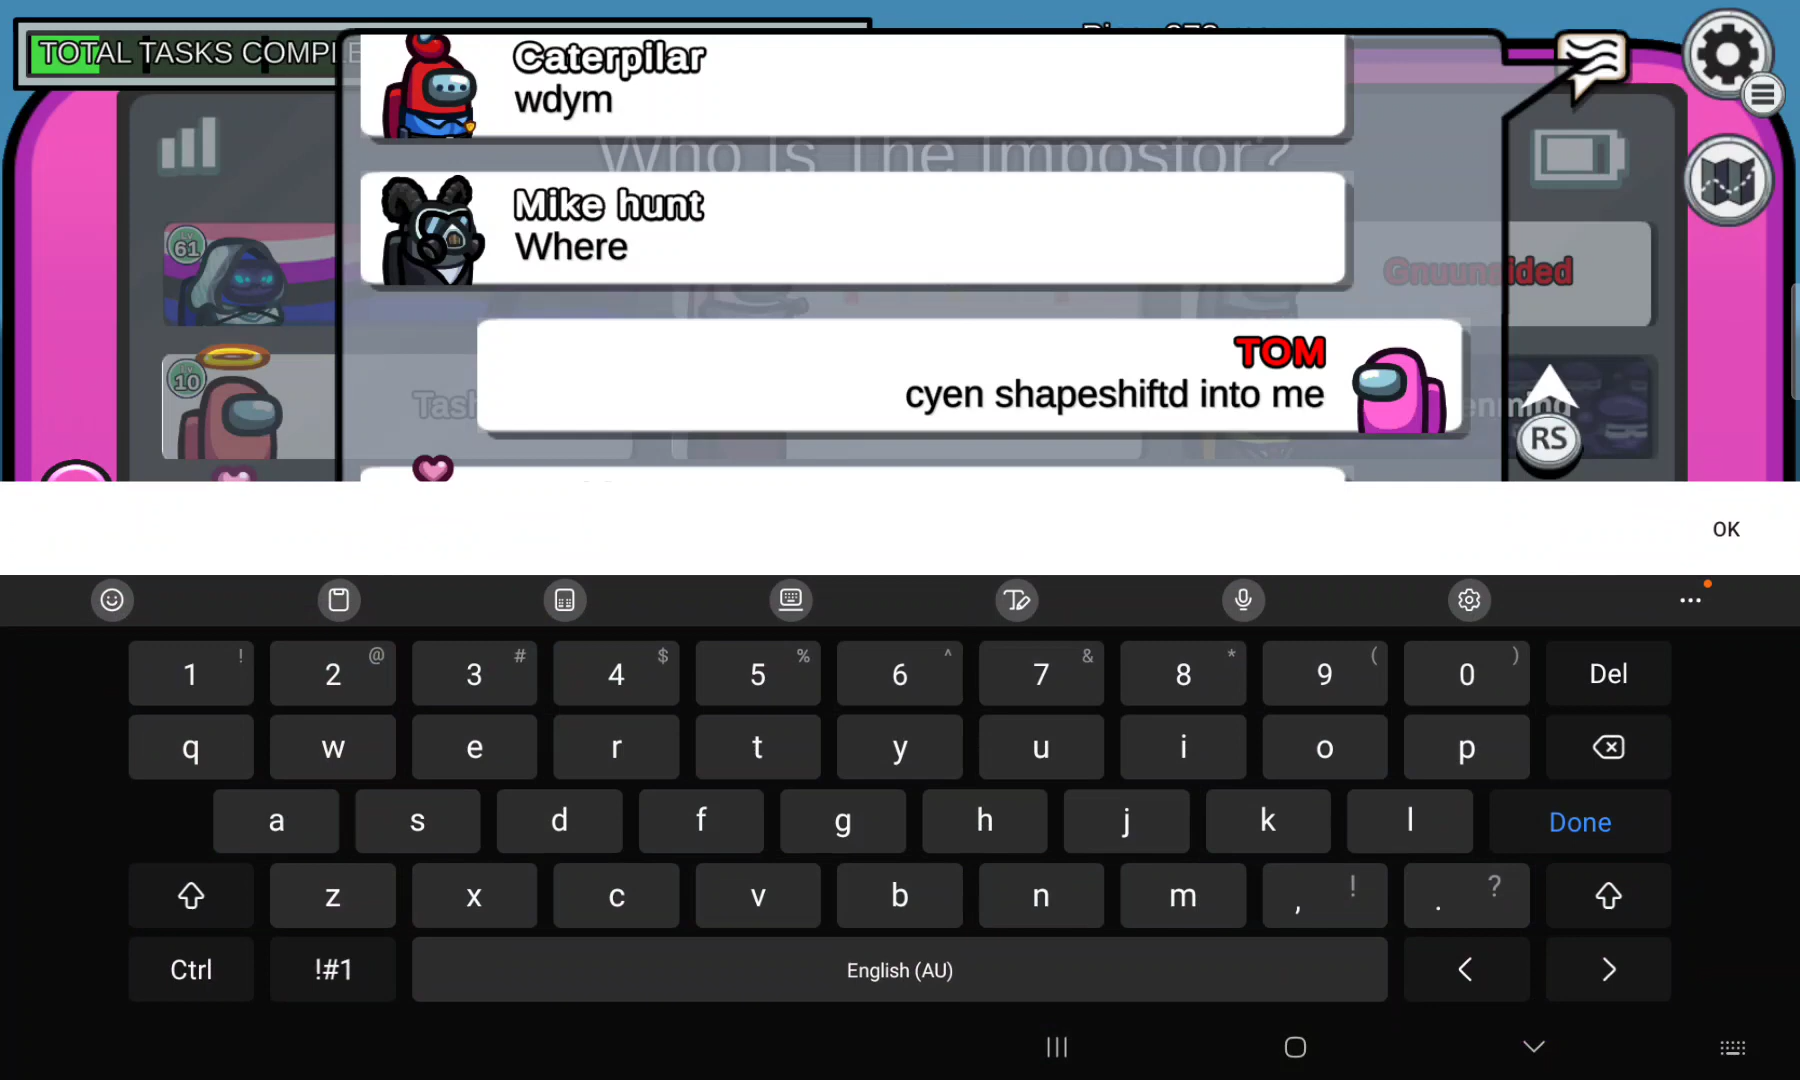 TOTAL TASKS
Caterpilar
wdym
Who Is The Impostor?
Mike hunt
Where
61
TOM
cyen shapeshiftd into me
10
RS
OK
! @ # $ % ^ & * ( )
1 2 3 4 5 6 7 8 9 0 Del
q w e r t y u i o p
a s d f g h j k l Done
z x c v b n m , ! . ?
Ctrl !#1 English (AU) < >